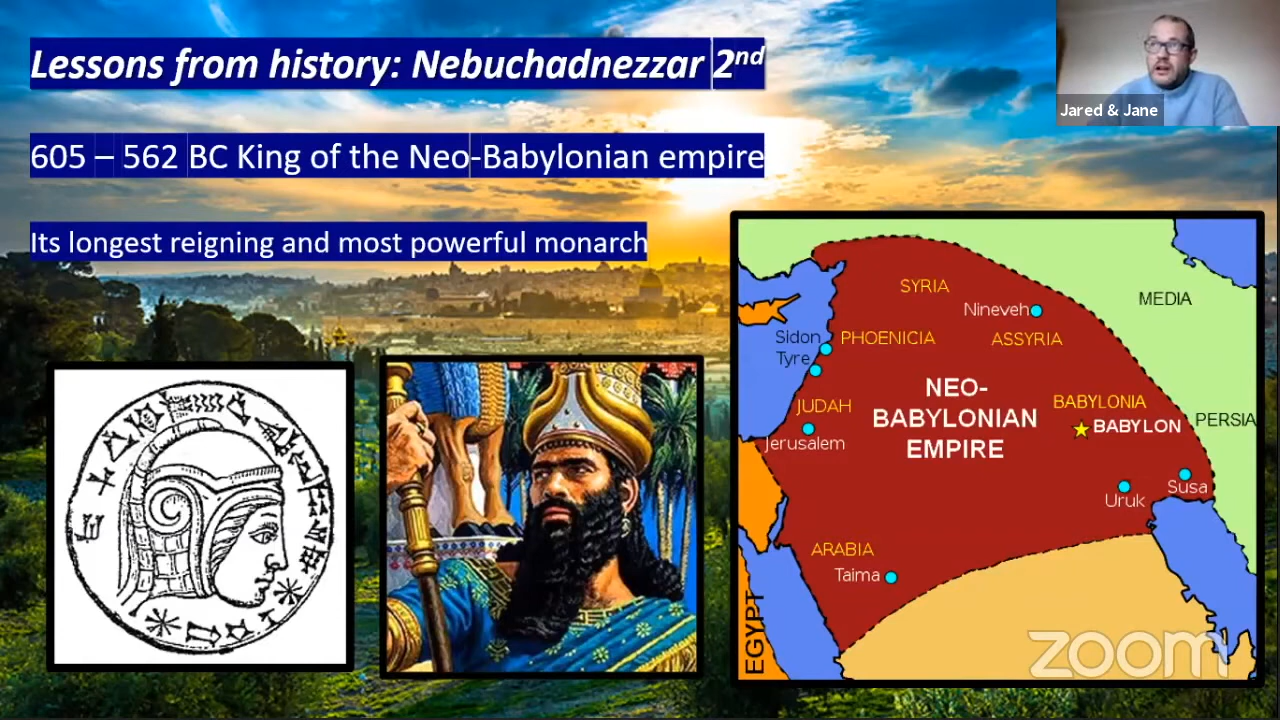 Lessons from history: Nebuchadnezzar 2nd
605 – 562 BC King of the Neo-Babylonian empire
Its longest reigning and most powerful monarch
Jared & Jane
SYRIA
Nineveh
MEDIA
Sidon
PHOENICIA
ASSYRIA
Tyre
NEO-
BABYLONIAN
EMPIRE
JUDAH
BABYLONIA
Jerusalem
BABYLON
PERSIA
Uruk
Susa
ARABIA
Taima
EGYPT
zoom